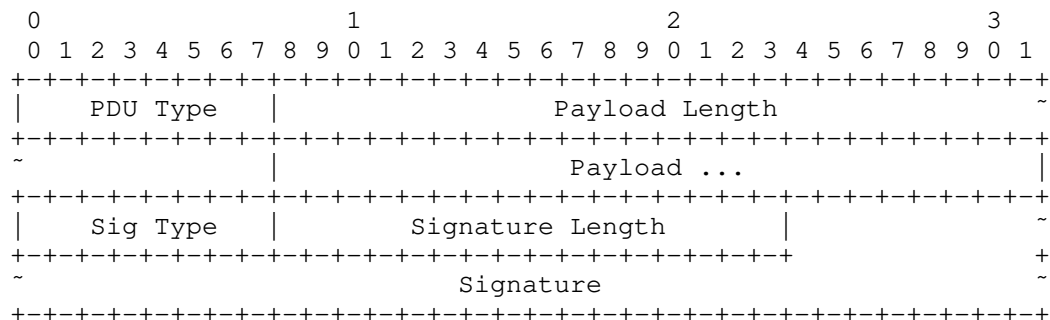 0                   1                   2                   3
 0 1 2 3 4 5 6 7 8 9 0 1 2 3 4 5 6 7 8 9 0 1 2 3 4 5 6 7 8 9 0 1
+-+-+-+-+-+-+-+-+-+-+-+-+-+-+-+-+-+-+-+-+-+-+-+-+-+-+-+-+-+-+-+-+
|    PDU Type   |                 Payload Length                ~
+-+-+-+-+-+-+-+-+-+-+-+-+-+-+-+-+-+-+-+-+-+-+-+-+-+-+-+-+-+-+-+-+
~               |                  Payload ...                  |
+-+-+-+-+-+-+-+-+-+-+-+-+-+-+-+-+-+-+-+-+-+-+-+-+-+-+-+-+-+-+-+-+
|    Sig Type   |        Signature Length       |               ~
+-+-+-+-+-+-+-+-+-+-+-+-+-+-+-+-+-+-+-+-+-+-+-+-+               +
~                           Signature                           ~
+-+-+-+-+-+-+-+-+-+-+-+-+-+-+-+-+-+-+-+-+-+-+-+-+-+-+-+-+-+-+-+-+